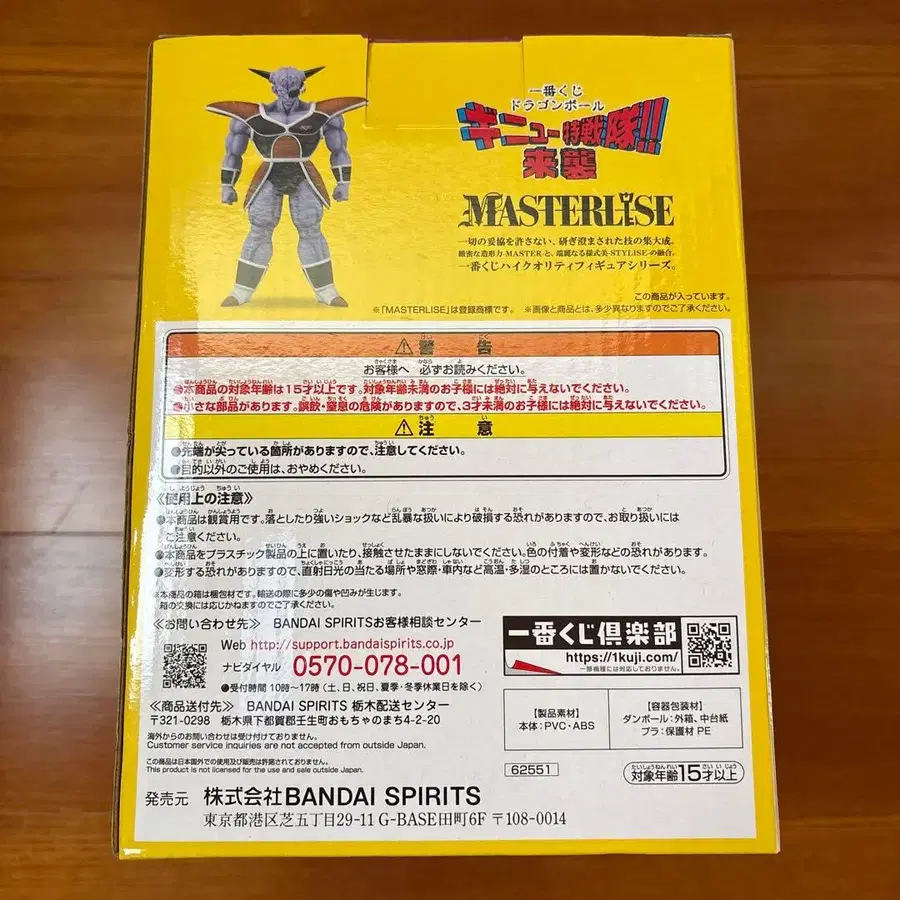 一番くじ
ドラゴンボール
ギニュー特戦隊!!!
来襲
MASTERLISE
一切の妥協を許さない、研ぎ澄まされた技の集大成。
緻密な造形力-MASTER-と、端麗なる様式美-STYLISE-の融合。
一番くじハイクオリティフィギュアシリーズ。
この商品が入っています。
※「MASTERLISE」は登録商標です。 ※画像と商品とは、多少異なりますのでご了承ください。
⚠警告
お客様へ 必ずお読みください。
●本商品の対象年齢は15才以上です。対象年齢未満のお子様には絶対に与えないでください。
●小さな部品があります。誤飲・窒息の危険がありますので、3才未満のお子様には絶対に与えないでください。
⚠注意
●先端が尖っている箇所がありますので、注意してください。
●目的以外のご使用は、おやめください。
《使用上の注意》
●本商品は観賞用です。落としたり強いショックなど乱暴な扱いにより破損する恐れがありますので、お取り扱いには
ご注意ください。
●本商品をプラスチック製品の上に置いたり、接触させたままにしないでください。色の付着や変形などの恐れがあります。
●変形する恐れがありますので、直射日光の当たる場所や窓際・車内など高温・多湿のところには置かないでください。
※本商品の箱は梱包材です。輸送の際に多少の傷や凹みが生じます。
箱の交換には応じかねますのでご了承ください。
《お問い合わせ先》 BANDAI SPIRITSお客様相談センター
Web http://support.bandaispirits.co.jp
ナビダイヤル 0570-078-001
●受付時間 10時〜17時(土、日、祝日、夏季・冬季休業日を除く)
《商品送付先》 BANDAI SPIRITS 栃木配送センター
〒321-0298 栃木県下都賀郡壬生町おもちゃのまち4-2-20
海外からのお問い合わせは受け付けておりません。
Customer service inquiries are not accepted from outside Japan.
この商品は日本国外での使用及び販売は許諾されておりません。
This product is not licensed for the use and sale outside Japan.
一番くじ倶楽部
https://1kuji.com/
一部機種には対応しておりません。
【製品素材】
本体:PVC・ABS
【容器包装材】
ダンボール:外箱、中台紙
プラ:保護材 PE
62551
対象年齢15才以上
発売元 株式会社BANDAI SPIRITS
東京都港区芝五丁目29-11 G-BASE田町6F 〒108-0014